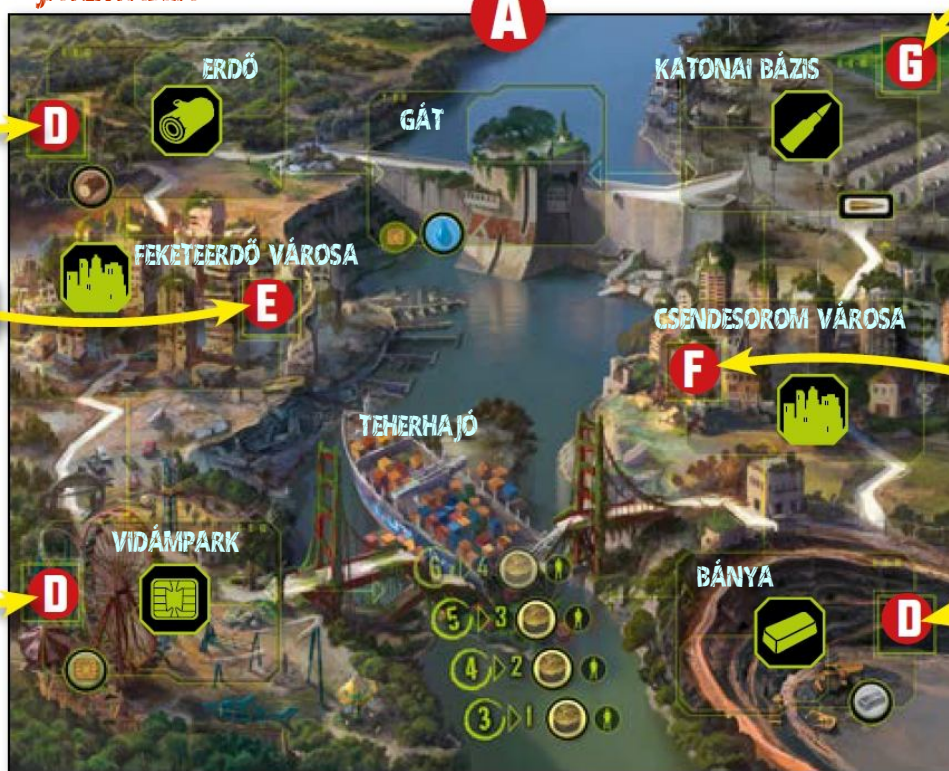 A
ERDŐ
KATONAI BÁZIS
G
D
GÁT
FEKETEERDŐ VÁROSA
E
CSENDESOROM VÁROSA
F
TEHERHAJÓ
VIDÁMPARK
6 4
BÁNYA
D
5 3
D
4 2
3 1